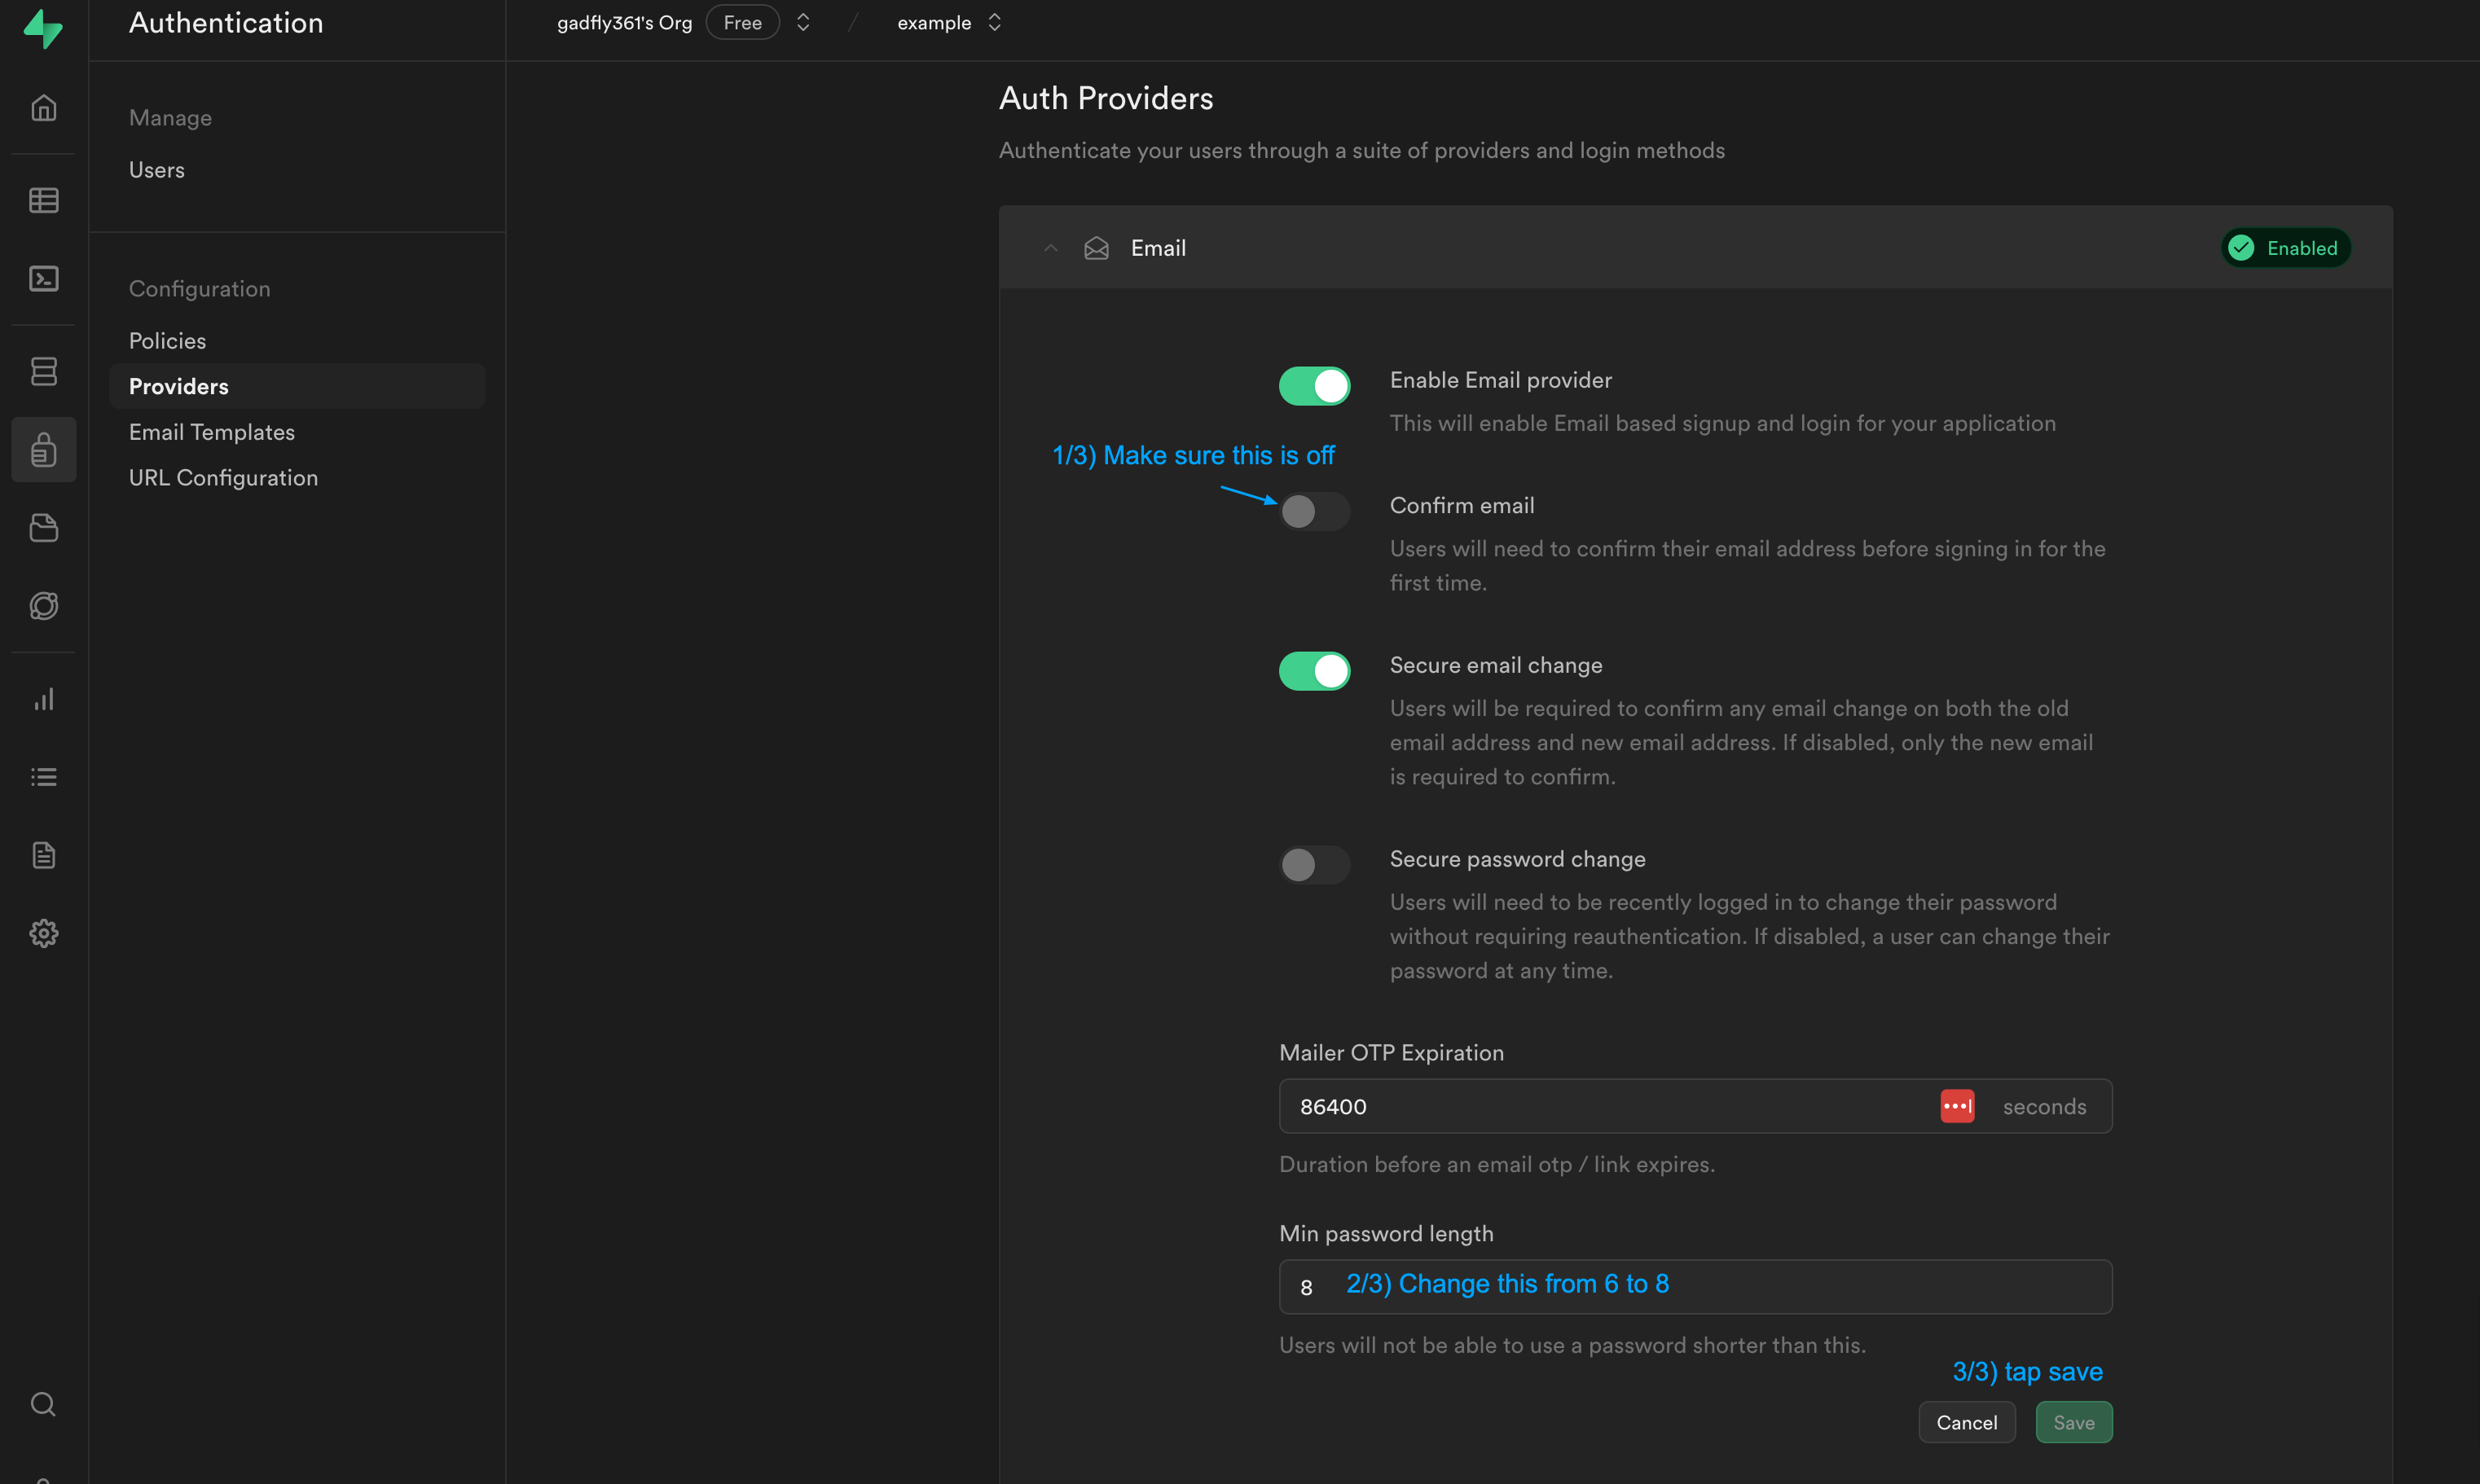 Authentication
gadfly361's Org
Free
/
example
Manage
Users
Configuration
Policies
Providers
Email Templates
URL Configuration
Auth Providers
Authenticate your users through a suite of providers and login methods
Email
Enabled
Enable Email provider
This will enable Email based signup and login for your application
1/3) Make sure this is off
Confirm email
Users will need to confirm their email address before signing in for the
first time.
Secure email change
Users will be required to confirm any email change on both the old
email address and new email address. If disabled, only the new email
is required to confirm.
Secure password change
Users will need to be recently logged in to change their password
without requiring reauthentication. If disabled, a user can change their
password at any time.
Mailer OTP Expiration
86400
seconds
Duration before an email otp / link expires.
Min password length
8
2/3) Change this from 6 to 8
Users will not be able to use a password shorter than this.
3/3) tap save
Cancel
Save